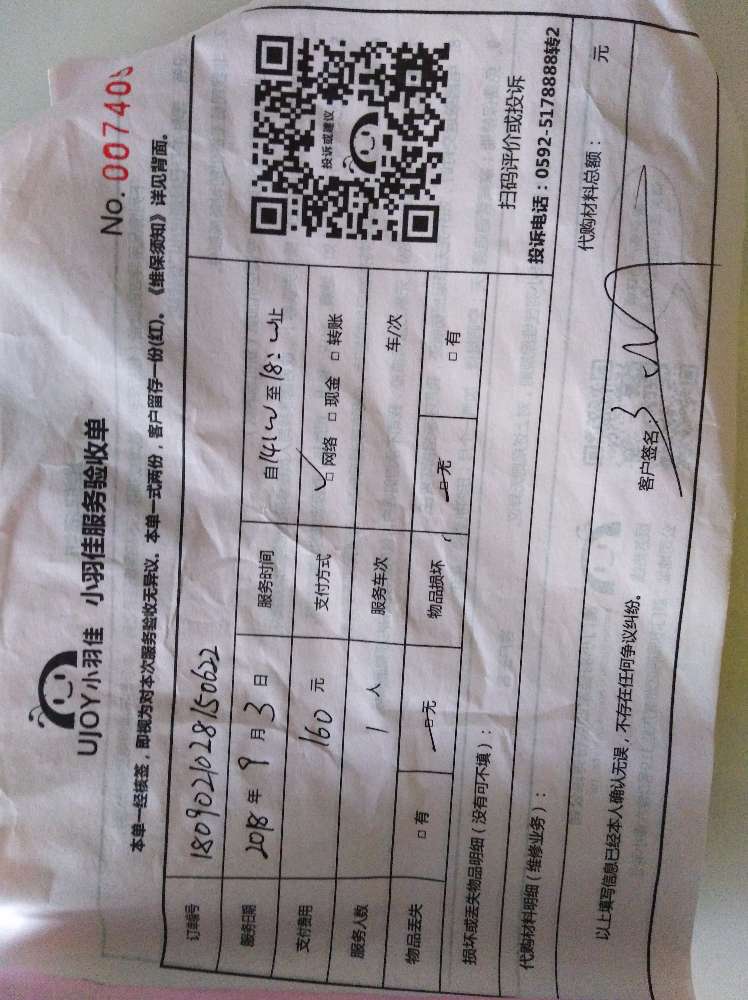 UJOY小羽佳 小羽佳服务验收单
No. 007405
本单一经核签，即视为对本次服务验收无异议。本单一式两份，客户留存一份(红)。《维保须知》详见背面。
订单编号 1809021028150622
服务日期 2018 年 9 月 3 日 服务时间 自14: 至18: 止
支付费用 160 元 支付方式 ☑网络 □现金 □转账
服务人数 1 人 服务车次 车/次
物品丢失 □有 □无 物品损坏 □无 □有
投诉或建议
扫码评价或投诉
投诉电话：0592-5178888转2
损坏或丢失物品明细（没有可不填）：
代购材料明细（维修业务）： 代购材料总额： 元
以上填写信息已经本人确认无误，不存在任何争议纠纷。 客户签名：